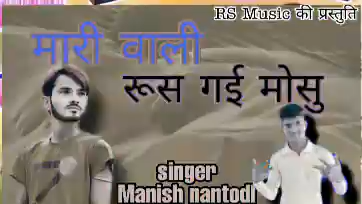 RS Music की प्रस्तुति
मारी वाली
रूस गई मोसु
singer
Manish nantodi